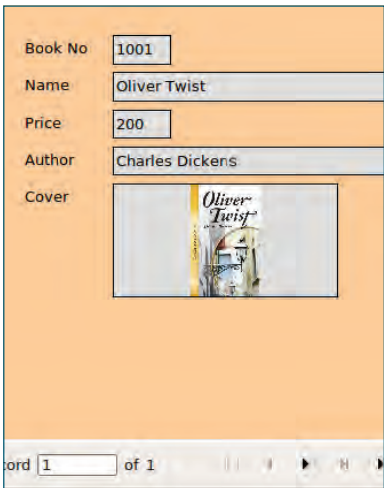 Book No 1001
Name Oliver Twist
Price 200
Author Charles Dickens
Cover
Oliver
Twist
ord 1 of 1